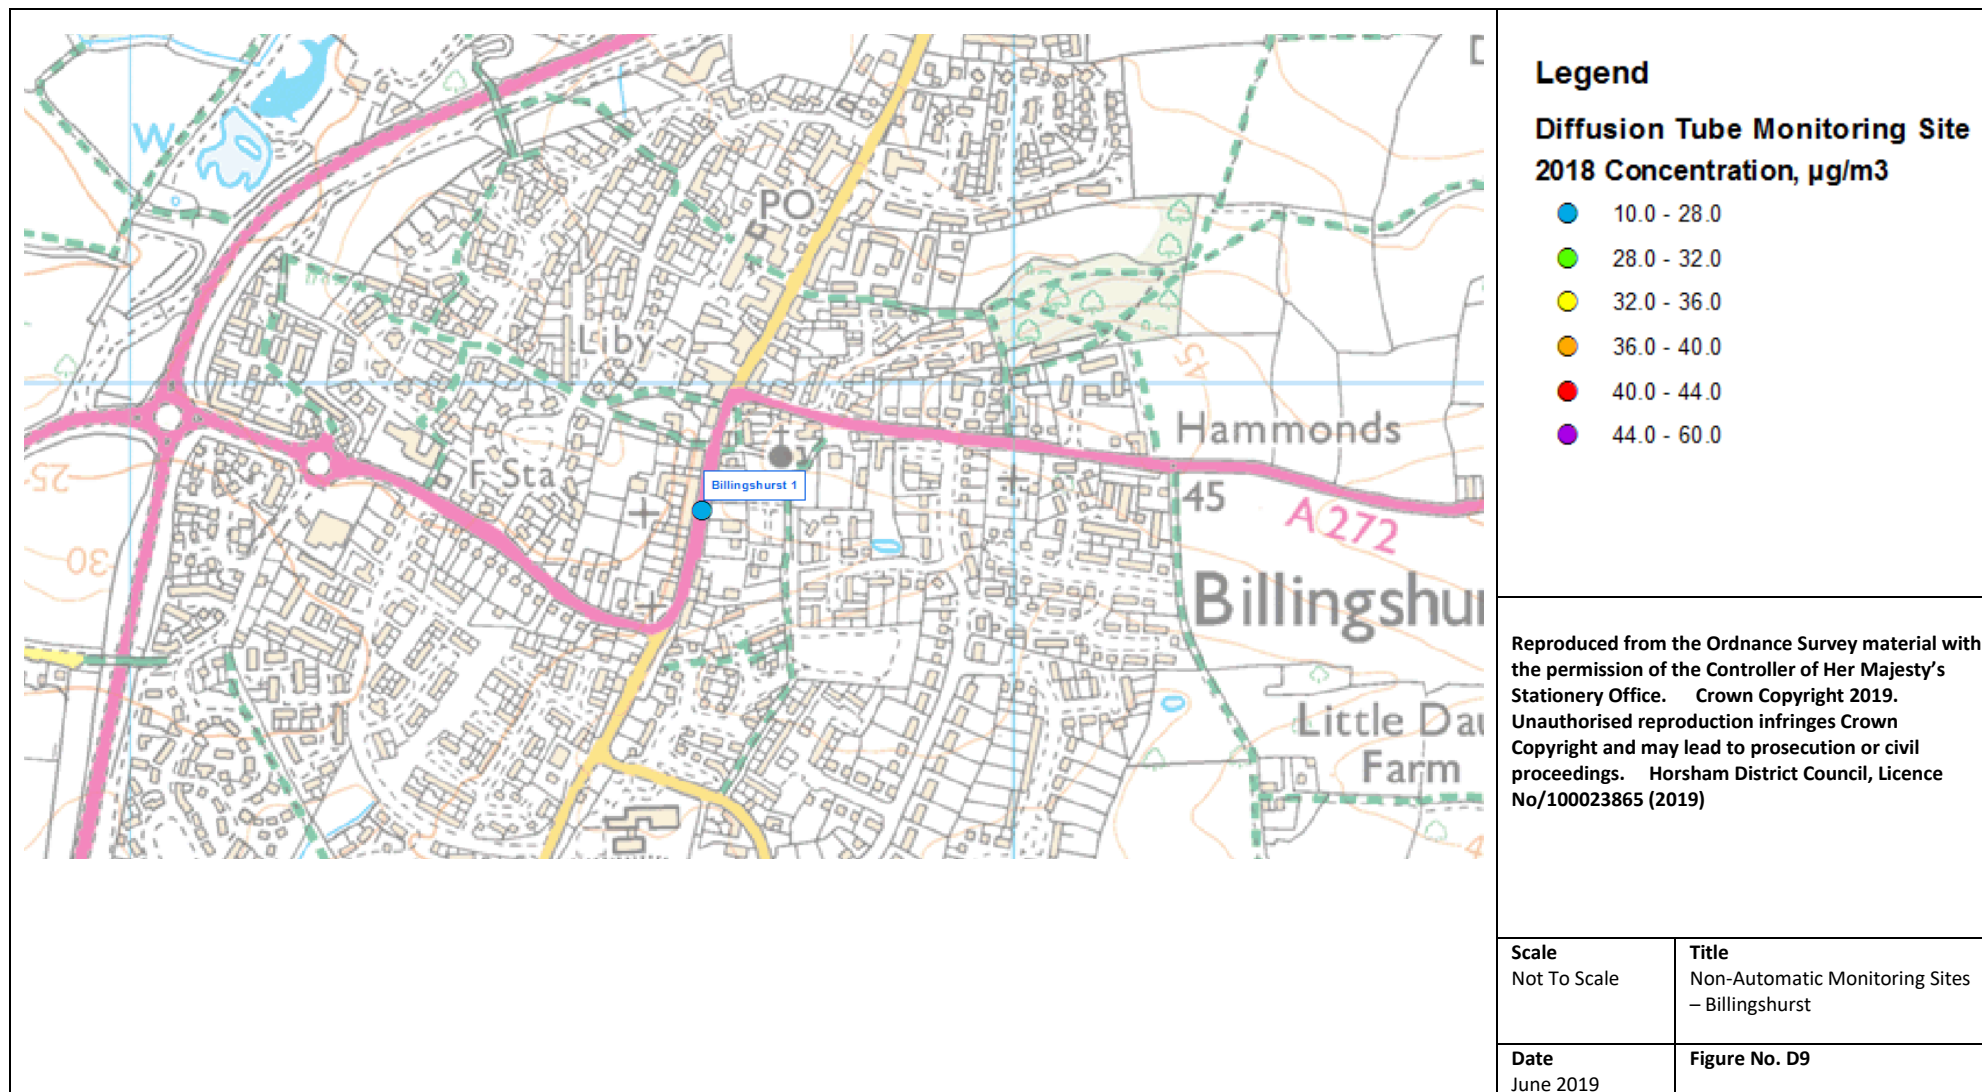 W
PO
Liby
F Sta
Billingshurst 1
Hammonds
45
45
A 272
25
30
Billingshu
Little Dau
Farm
Legend
Diffusion Tube Monitoring Site
2018 Concentration, µg/m3
10.0 - 28.0
28.0 - 32.0
32.0 - 36.0
36.0 - 40.0
40.0 - 44.0
44.0 - 60.0
Reproduced from the Ordnance Survey material with
the permission of the Controller of Her Majesty's
Stationery Office. Crown Copyright 2019.
Unauthorised reproduction infringes Crown
Copyright and may lead to prosecution or civil
proceedings. Horsham District Council, Licence
No/100023865 (2019)
Scale
Not To Scale
Title
Non-Automatic Monitoring Sites
– Billingshurst
Date
June 2019
Figure No. D9